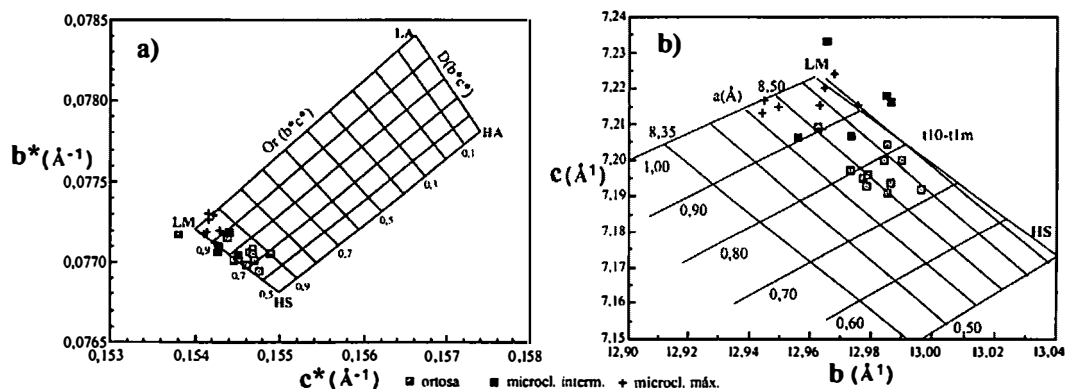 a)
0,0785
0,0780
0,0775
0,0770
0,0765
b* (Å⁻¹)
0,153
0,154
0,155
0,156
0,157
0,158
c* (Å⁻¹)
LA
D(b*c*)
HA
Or (b*c*)
LM
HS
0,9
0,7
0,5
0,9
0,7
0,5
0,1
0,1
b)
7,24
7,23
7,22
7,21
7,20
7,19
7,18
7,17
7,16
7,15
c (Å¹)
12,90
12,92
12,94
12,96
12,98
13,00
13,02
13,04
b (Å¹)
LM
a(Å)
8,50
8,35
t10-t1m
1,00
0,90
0,80
0,70
0,60
0,50
HS
ortosa
microcl. interm.
microcl. máx.